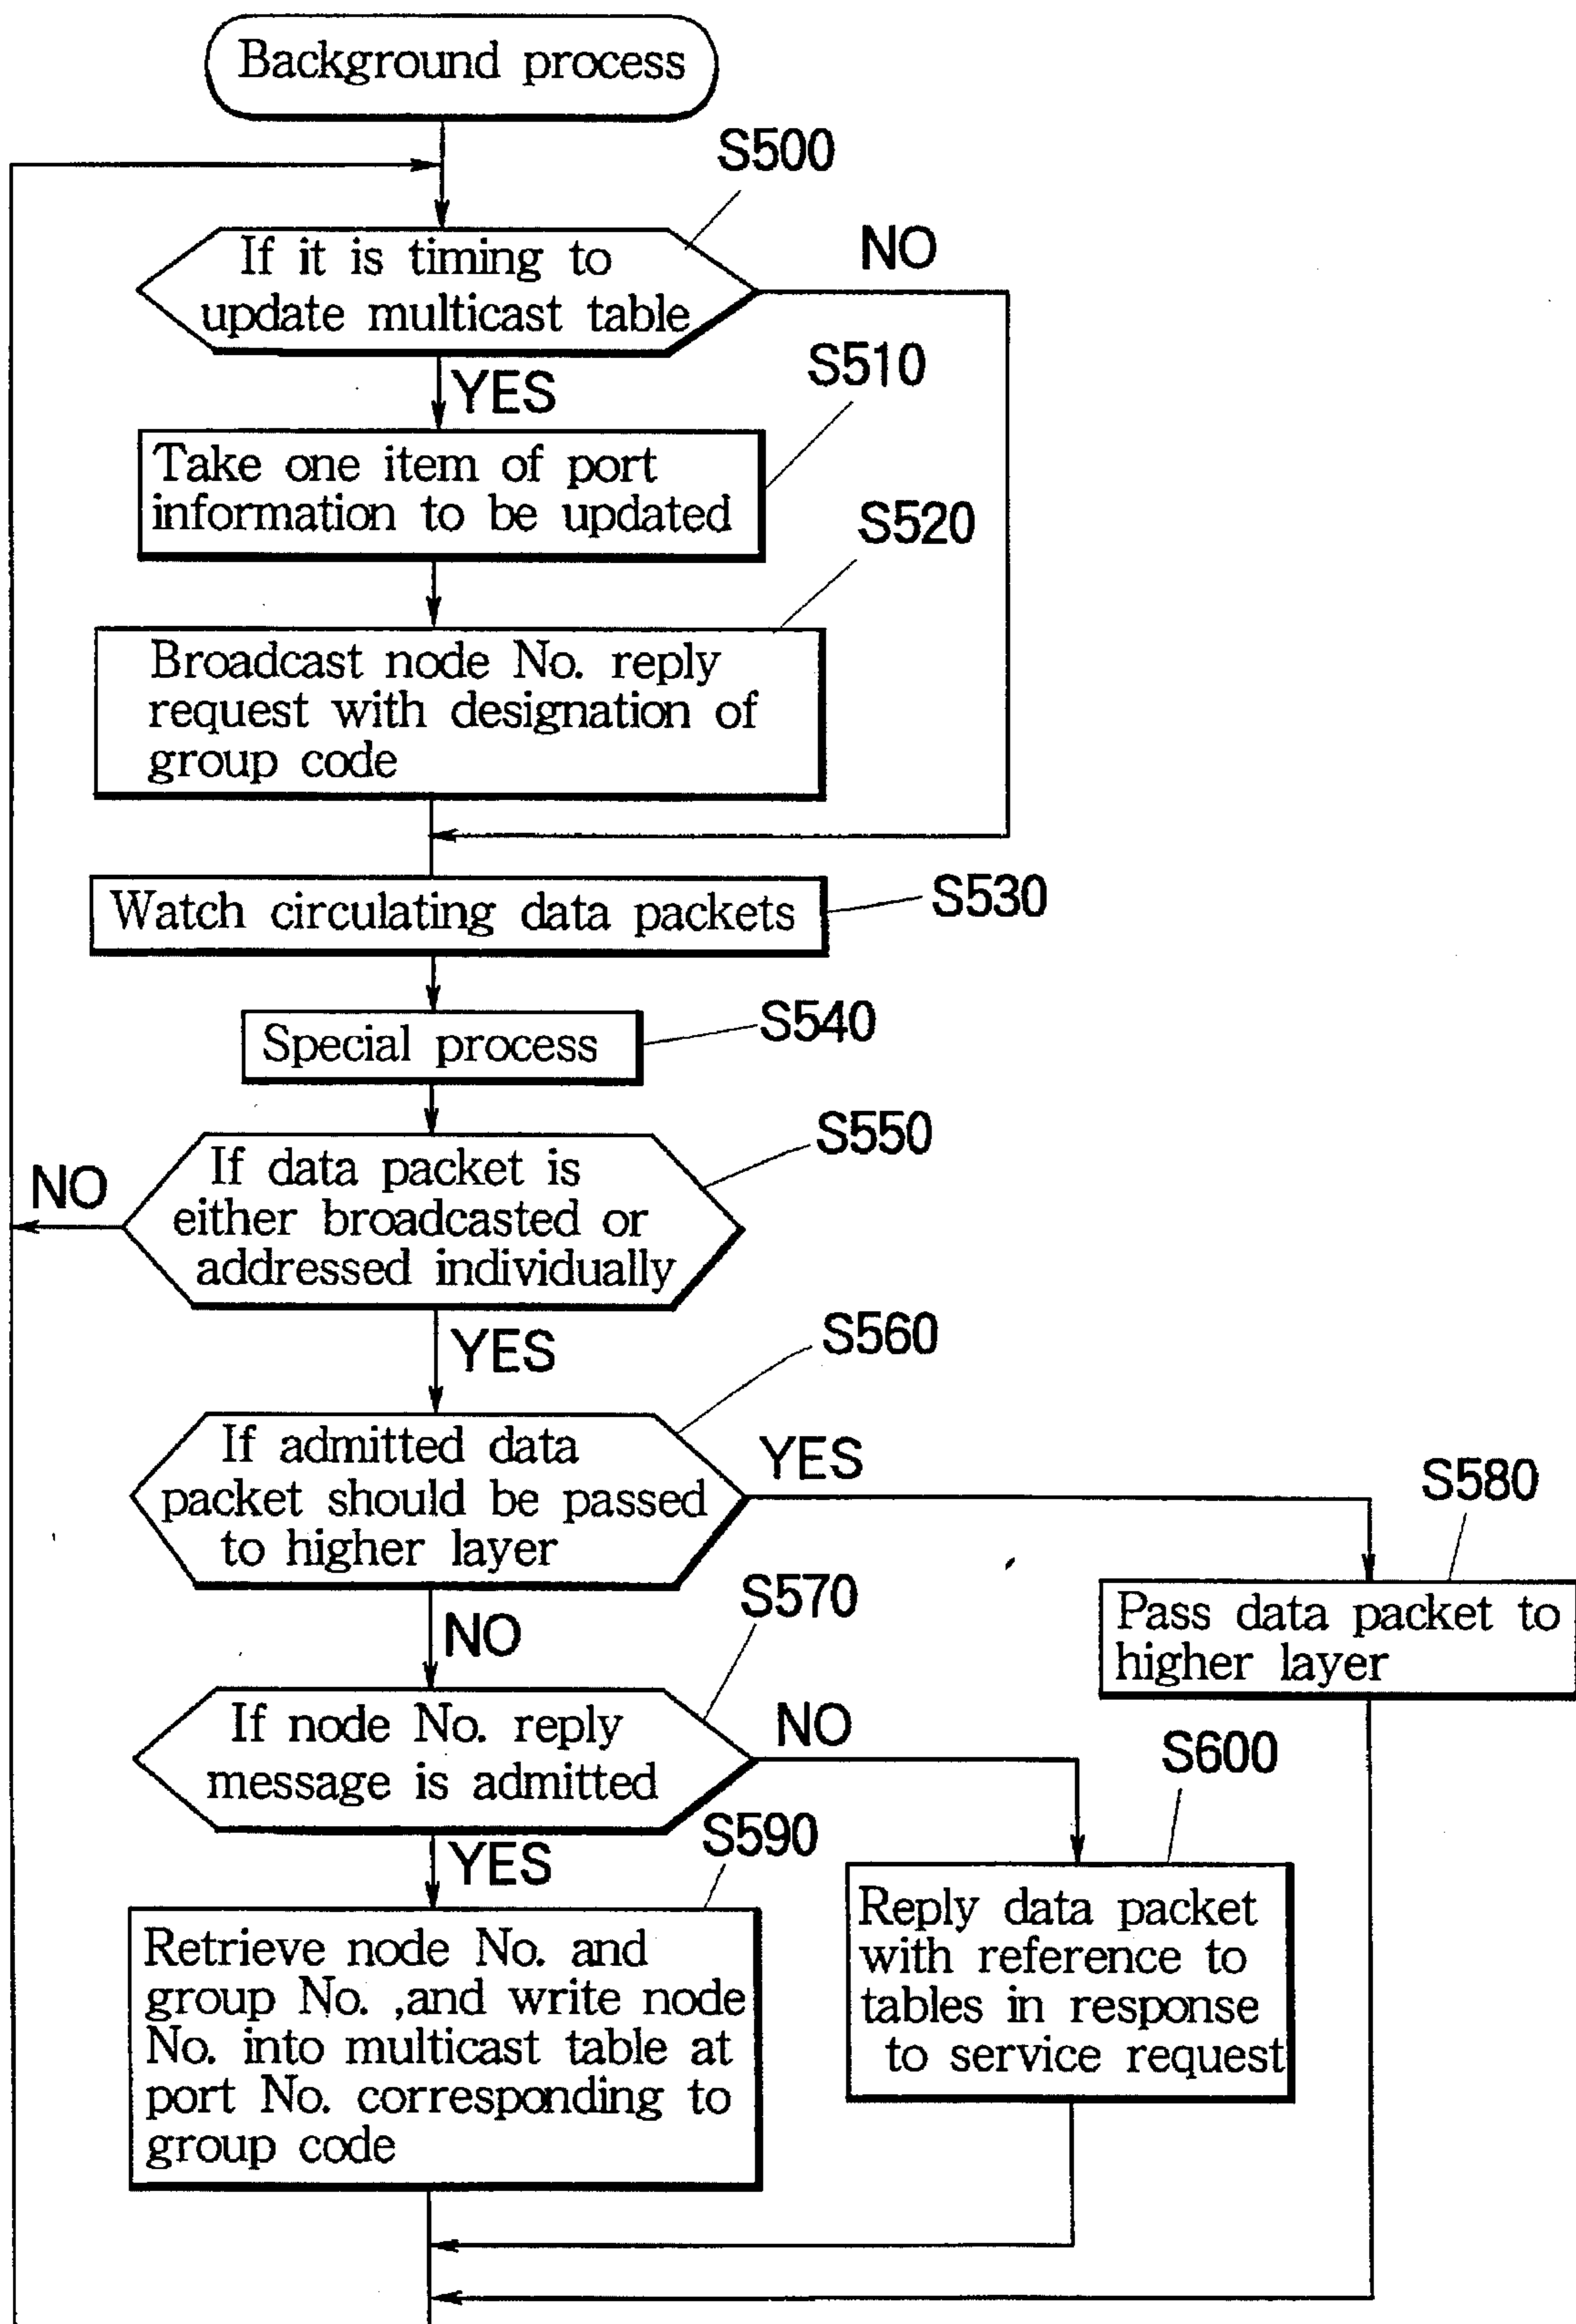 Background process
S500
If it is timing to
update multicast table
NO
YES
S510
Take one item of port
information to be updated
S520
Broadcast node No. reply
request with designation of
group code
Watch circulating data packets
S530
Special process
S540
S550
If data packet is
either broadcasted or
addressed individually
NO
YES
S560
If admitted data
packet should be passed
to higher layer
YES
S580
Pass data packet to
higher layer
NO
S570
If node No. reply
message is admitted
NO
S600
Reply data packet
with reference to
tables in response
to service request
YES
S590
Retrieve node No. and
group No. ,and write node
No. into multicast table at
port No. corresponding to
group code